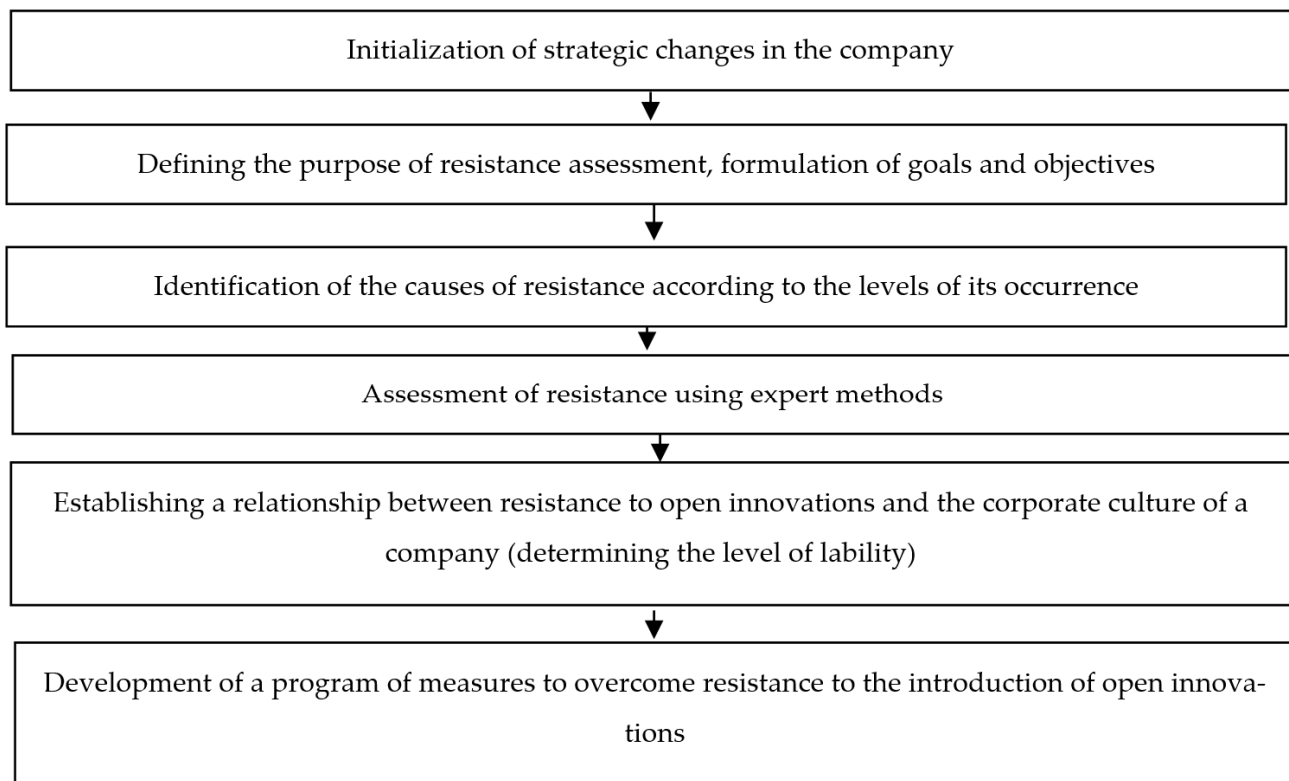 Initialization of strategic changes in the company
Defining the purpose of resistance assessment, formulation of goals and objectives
Identification of the causes of resistance according to the levels of its occurrence
Assessment of resistance using expert methods
Establishing a relationship between resistance to open innovations and the corporate culture of a
company (determining the level of lability)
Development of a program of measures to overcome resistance to the introduction of open innova-
tions